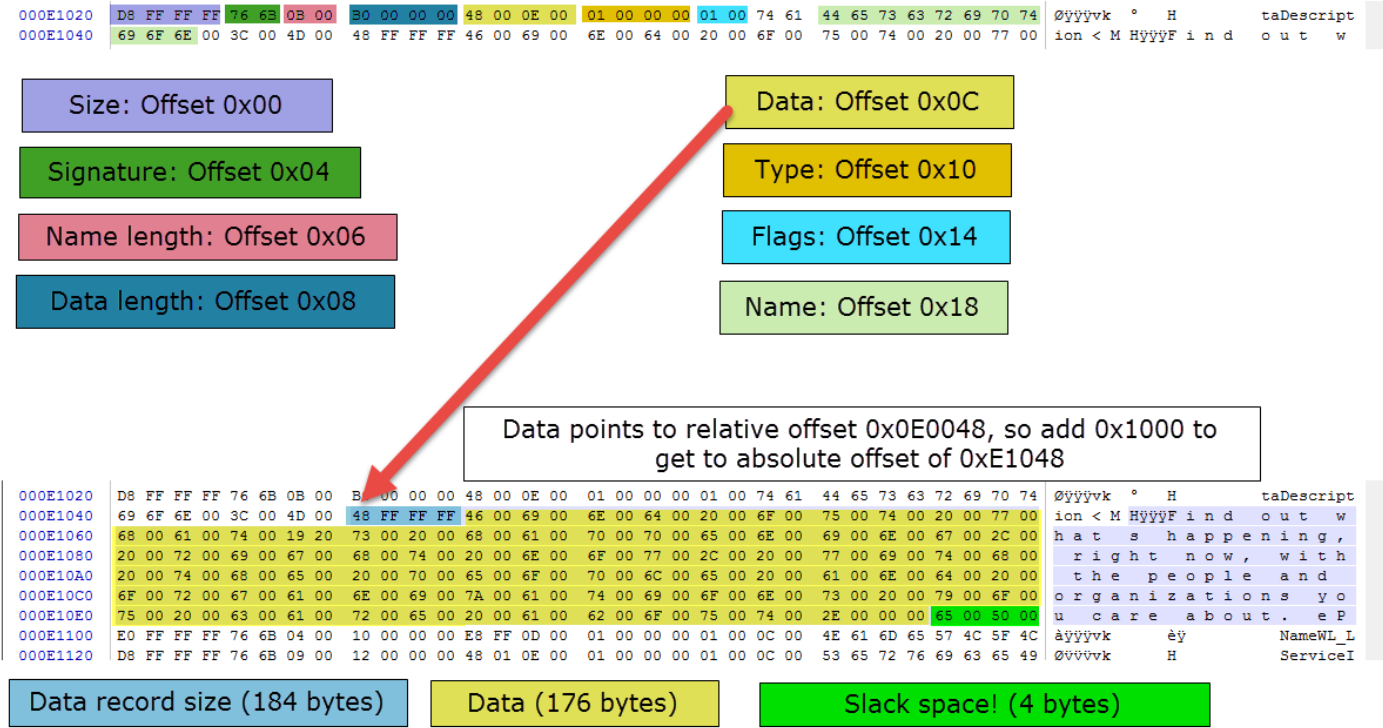 000E1020 D8 FF FF FF 76 6B 0B 00 B0 00 00 00 48 00 0E 00 01 00 00 00 01 00 74 61 44 65 73 63 72 69 70 74 Øÿÿÿvk ° H taDescript
000E1040 69 6F 6E 00 3C 00 4D 00 48 FF FF FF 46 00 69 00 6E 00 64 00 20 00 6F 00 75 00 74 00 20 00 77 00 ion < M HÿÿÿF i n d o u t w
Size: Offset 0x00
Data: Offset 0x0C
Signature: Offset 0x04
Type: Offset 0x10
Name length: Offset 0x06
Flags: Offset 0x14
Data length: Offset 0x08
Name: Offset 0x18
Data points to relative offset 0x0E0048, so add 0x1000 to
get to absolute offset of 0xE1048
000E1020 D8 FF FF FF 76 6B 0B 00 00 00 00 48 00 0E 00 01 00 00 00 01 00 74 61 44 65 73 63 72 69 70 74 Øÿÿÿvk ° H taDescript
000E1040 69 6F 6E 00 3C 00 4D 00 48 FF FF FF 46 00 69 00 6E 00 64 00 20 00 6F 00 75 00 74 00 20 00 77 00 ion < M HÿÿÿF i n d o u t w
000E1060 68 00 61 00 74 00 19 20 73 00 20 00 68 00 61 00 70 00 70 00 65 00 6E 00 69 00 6E 00 67 00 2C 00 h a t s h a p p e n i n g ,
000E1080 20 00 72 00 69 00 67 00 68 00 74 00 20 00 6E 00 6F 00 77 00 2C 00 20 00 77 00 69 00 74 00 68 00 r i g h t n o w , w i t h
000E10A0 20 00 74 00 68 00 65 00 20 00 70 00 65 00 6F 00 70 00 6C 00 65 00 20 00 61 00 6E 00 64 00 20 00 t h e p e o p l e a n d
000E10C0 6F 00 72 00 67 00 61 00 6E 00 69 00 7A 00 61 00 74 00 69 00 6F 00 6E 00 73 00 20 00 79 00 6F 00 o r g a n i z a t i o n s y o
000E10E0 75 00 20 00 63 00 61 00 72 00 65 00 20 00 61 00 62 00 6F 00 75 00 74 00 2E 00 00 00 65 00 50 00 u c a r e a b o u t . e P
000E1100 E0 FF FF FF 76 6B 04 00 10 00 00 00 E8 FF 0D 00 01 00 00 00 01 00 0C 00 4E 61 6D 65 57 4C 5F 4C àÿÿÿvk èÿ NameWL_L
000E1120 D8 FF FF FF 76 6B 09 00 12 00 00 00 48 01 0E 00 01 00 00 00 01 00 0C 00 53 65 72 76 69 63 65 49 Øÿÿÿvk H ServiceI
Data record size (184 bytes)
Data (176 bytes)
Slack space! (4 bytes)